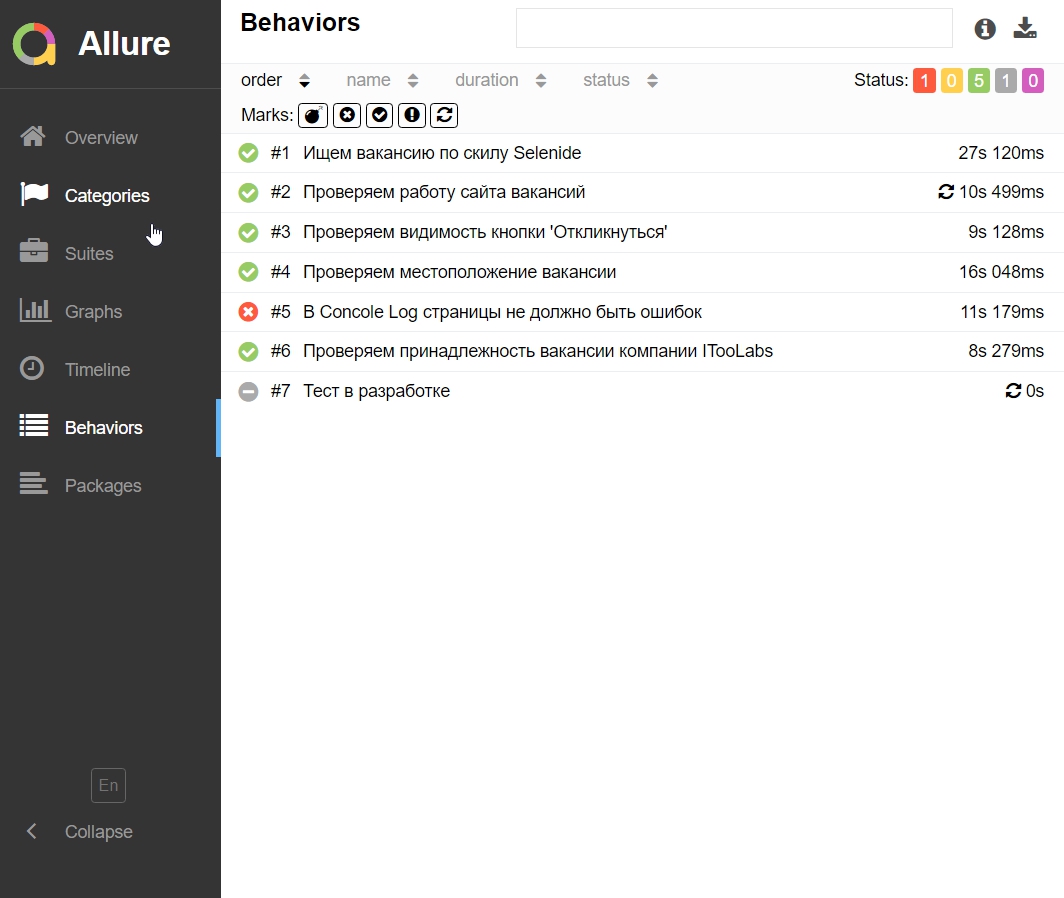 Allure
Overview
Categories
Suites
Graphs
Timeline
Behaviors
Packages
En
Collapse
Behaviors
order name duration status Status: 1 0 5 1 0
Marks:
#1 Ищем вакансию по скилу Selenide 27s 120ms
#2 Проверяем работу сайта вакансий 10s 499ms
#3 Проверяем видимость кнопки 'Откликнуться' 9s 128ms
#4 Проверяем местоположение вакансии 16s 048ms
#5 В Concole Log страницы не должно быть ошибок 11s 179ms
#6 Проверяем принадлежность вакансии компании ITooLabs 8s 279ms
#7 Тест в разработке 0s